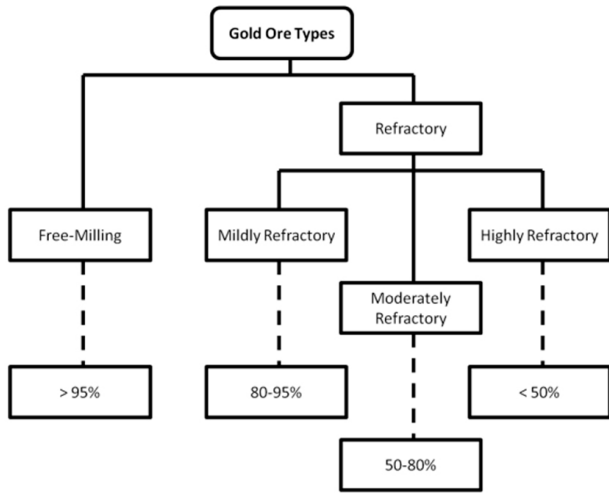 Gold Ore Types
Refractory
Free-Milling
Mildly Refractory
Highly Refractory
Moderately
Refractory
> 95%
80-95%
< 50%
50-80%